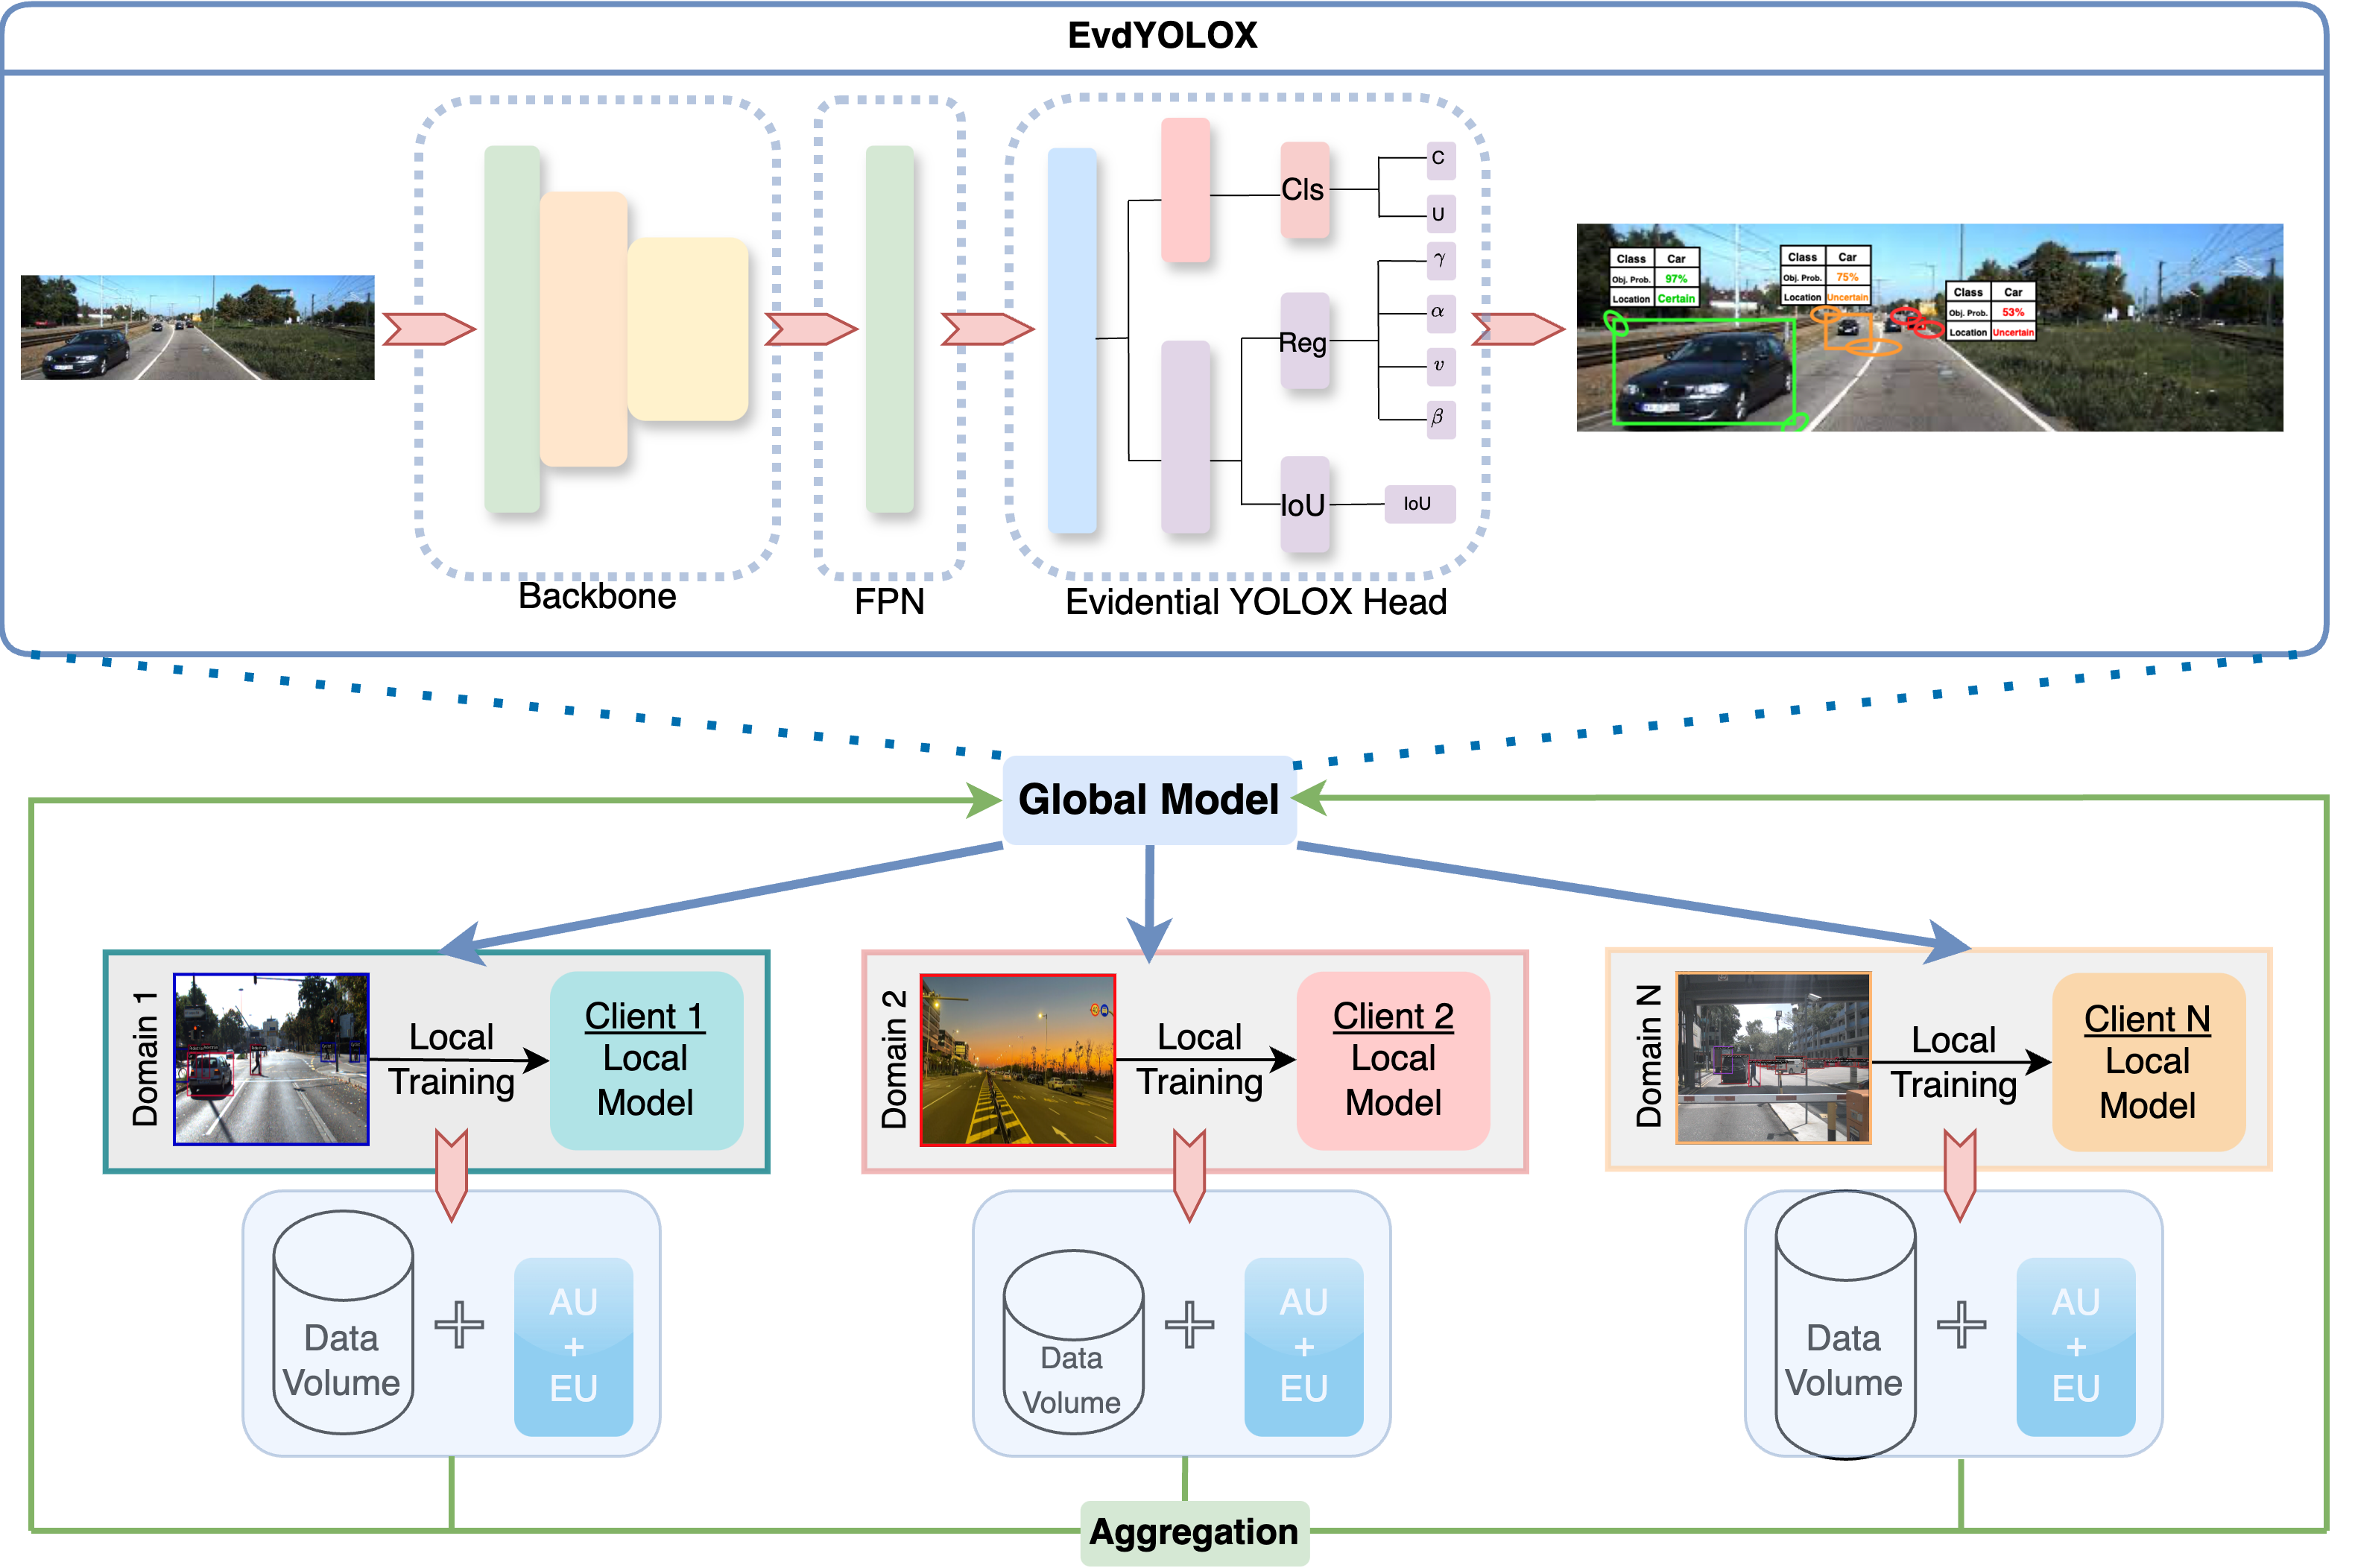 EvdYOLOX
Cls
C
U
Reg
γ
α
υ
β
IoU
IoU
Backbone
FPN
Evidential YOLOX Head
Class Car
Obj. Prob. 97%
Location Certain
Class Car
Obj. Prob. 75%
Location Uncertain
Class Car
Obj. Prob. 53%
Location Uncertain
Global Model
Domain 1
Local
Training
Client 1
Local
Model
Domain 2
Local
Training
Client 2
Local
Model
Domain N
Local
Training
Client N
Local
Model
Data
Volume
AU
+
EU
Data
Volume
AU
+
EU
Data
Volume
AU
+
EU
Aggregation